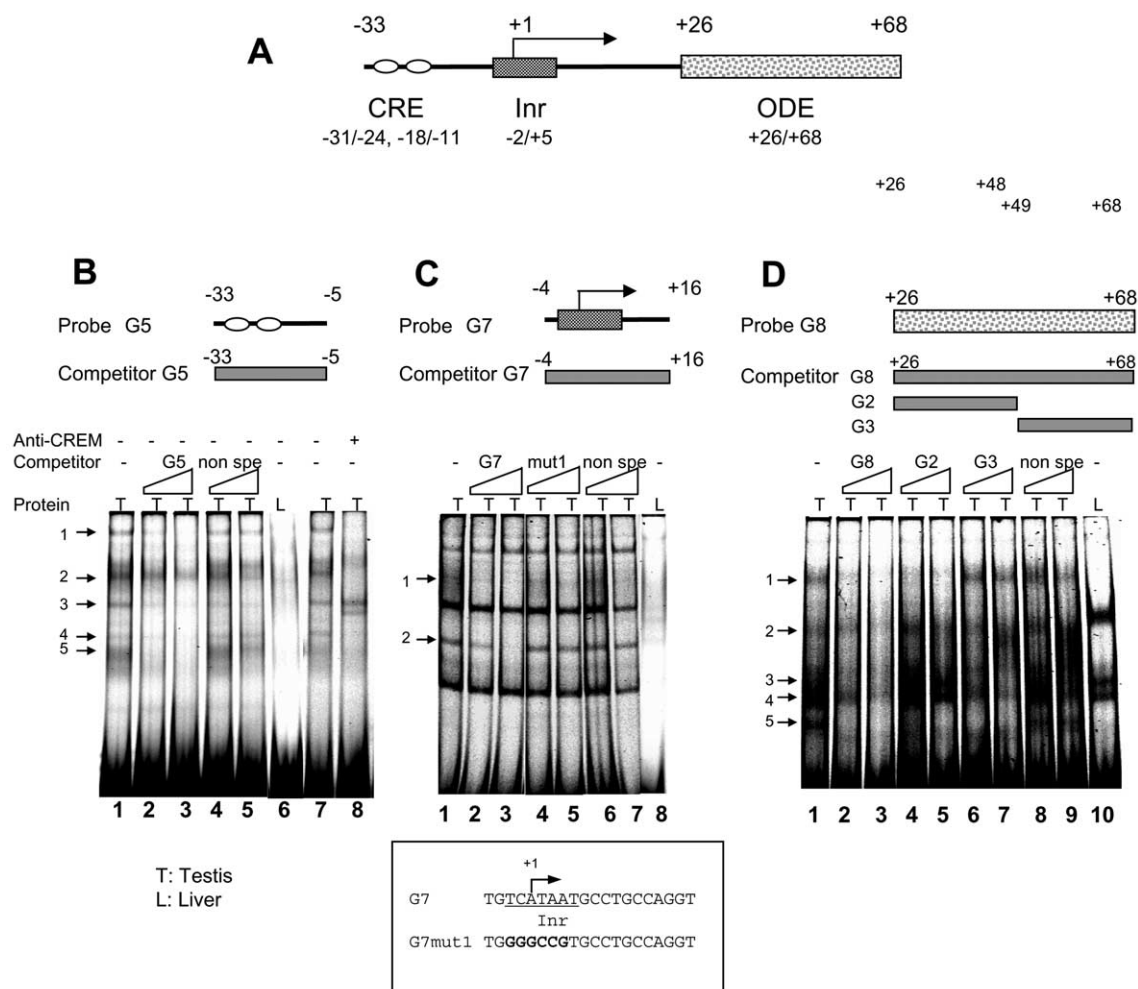 -33 +1 +26 +68
A
CRE Inr ODE
-31/-24, -18/-11 -2/+5 +26/+68
+26 +48
+49 +68
B
-33 -5
Probe G5
-33 -5
Competitor G5
Anti-CREM - - - - - - - +
Competitor - G5 non spe - - -
Protein T T T T T L T T
1
2
3
4
5
1 2 3 4 5 6 7 8
T: Testis
L: Liver
C
-4 +16
Probe G7
-4 +16
Competitor G7
- G7 mut1 non spe -
T T T T T T T L
1
2
1 2 3 4 5 6 7 8
+1
G7 TGTCATAATGCCTGCCAGGT
Inr
G7mut1 TGGGGCCGTGCCTGCCAGGT
D
+26 +68
Probe G8
+26 +68
Competitor G8
G2
G3
- G8 G2 G3 non spe -
T T T T T T T T T L
1
2
3
4
5
1 2 3 4 5 6 7 8 9 10